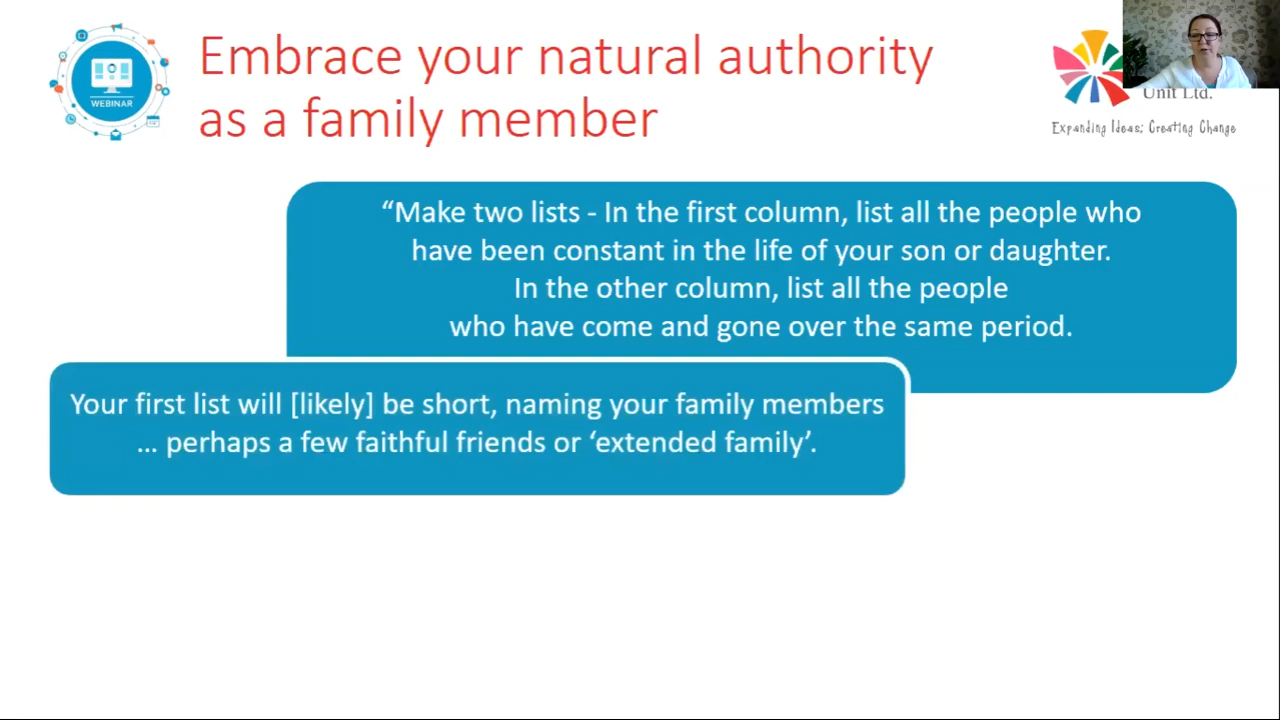 Embrace your natural authority
as a family member
WEBINAR
Unit Ltd.
Expanding Ideas; Creating Change
“Make two lists - In the first column, list all the people who
have been constant in the life of your son or daughter.
In the other column, list all the people
who have come and gone over the same period.
Your first list will [likely] be short, naming your family members
... perhaps a few faithful friends or ‘extended family’.